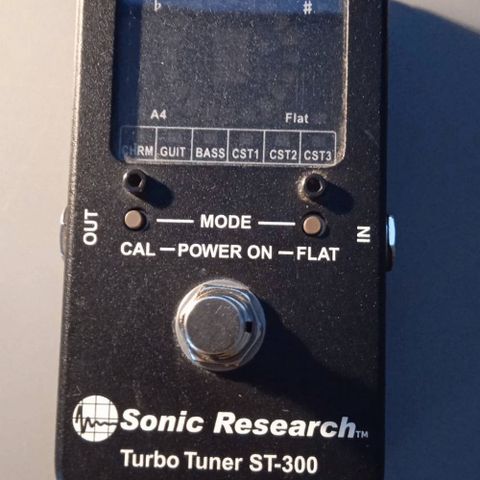 ♭ #
A4 Flat
CHRM GUIT BASS CST1 CST2 CST3
OUT
MODE
IN
CAL — POWER ON — FLAT
Sonic Research™
Turbo Tuner ST-300